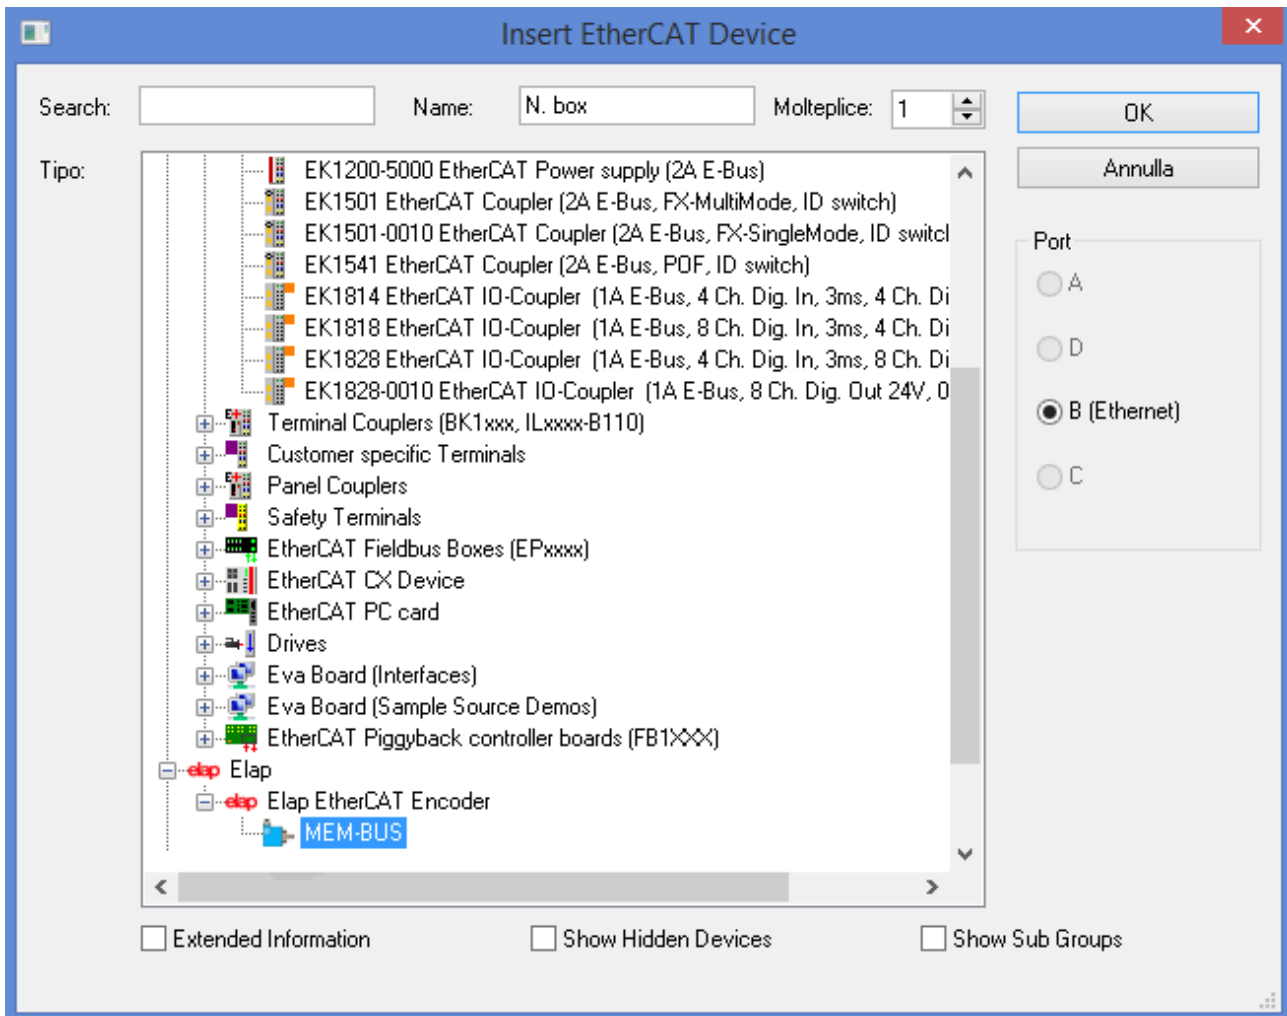 Insert EtherCAT Device
Search:
Name: N. box
Molteplice: 1
OK
Tipo:
Annulla
EK1200-5000 EtherCAT Power supply (2A E-Bus)
EK1501 EtherCAT Coupler (2A E-Bus, FX-MultiMode, ID switch)
EK1501-0010 EtherCAT Coupler (2A E-Bus, FX-SingleMode, ID switcl
EK1541 EtherCAT Coupler (2A E-Bus, POF, ID switch)
EK1814 EtherCAT IO-Coupler (1A E-Bus, 4 Ch. Dig. In, 3ms, 4 Ch. Di
EK1818 EtherCAT IO-Coupler (1A E-Bus, 8 Ch. Dig. In, 3ms, 4 Ch. Di
EK1828 EtherCAT IO-Coupler (1A E-Bus, 4 Ch. Dig. In, 3ms, 8 Ch. Di
EK1828-0010 EtherCAT IO-Coupler (1A E-Bus, 8 Ch. Dig. Out 24V, 0
Terminal Couplers (BK1xxx, ILxxxx-B110)
Customer specific Terminals
Panel Couplers
Safety Terminals
EtherCAT Fieldbus Boxes (EPxxxx)
EtherCAT CX Device
EtherCAT PC card
Drives
Eva Board (Interfaces)
Eva Board (Sample Source Demos)
EtherCAT Piggyback controller boards (FB1XXX)
elap Elap
elap Elap EtherCAT Encoder
MEM-BUS
Port
A
D
B (Ethernet)
C
Extended Information
Show Hidden Devices
Show Sub Groups